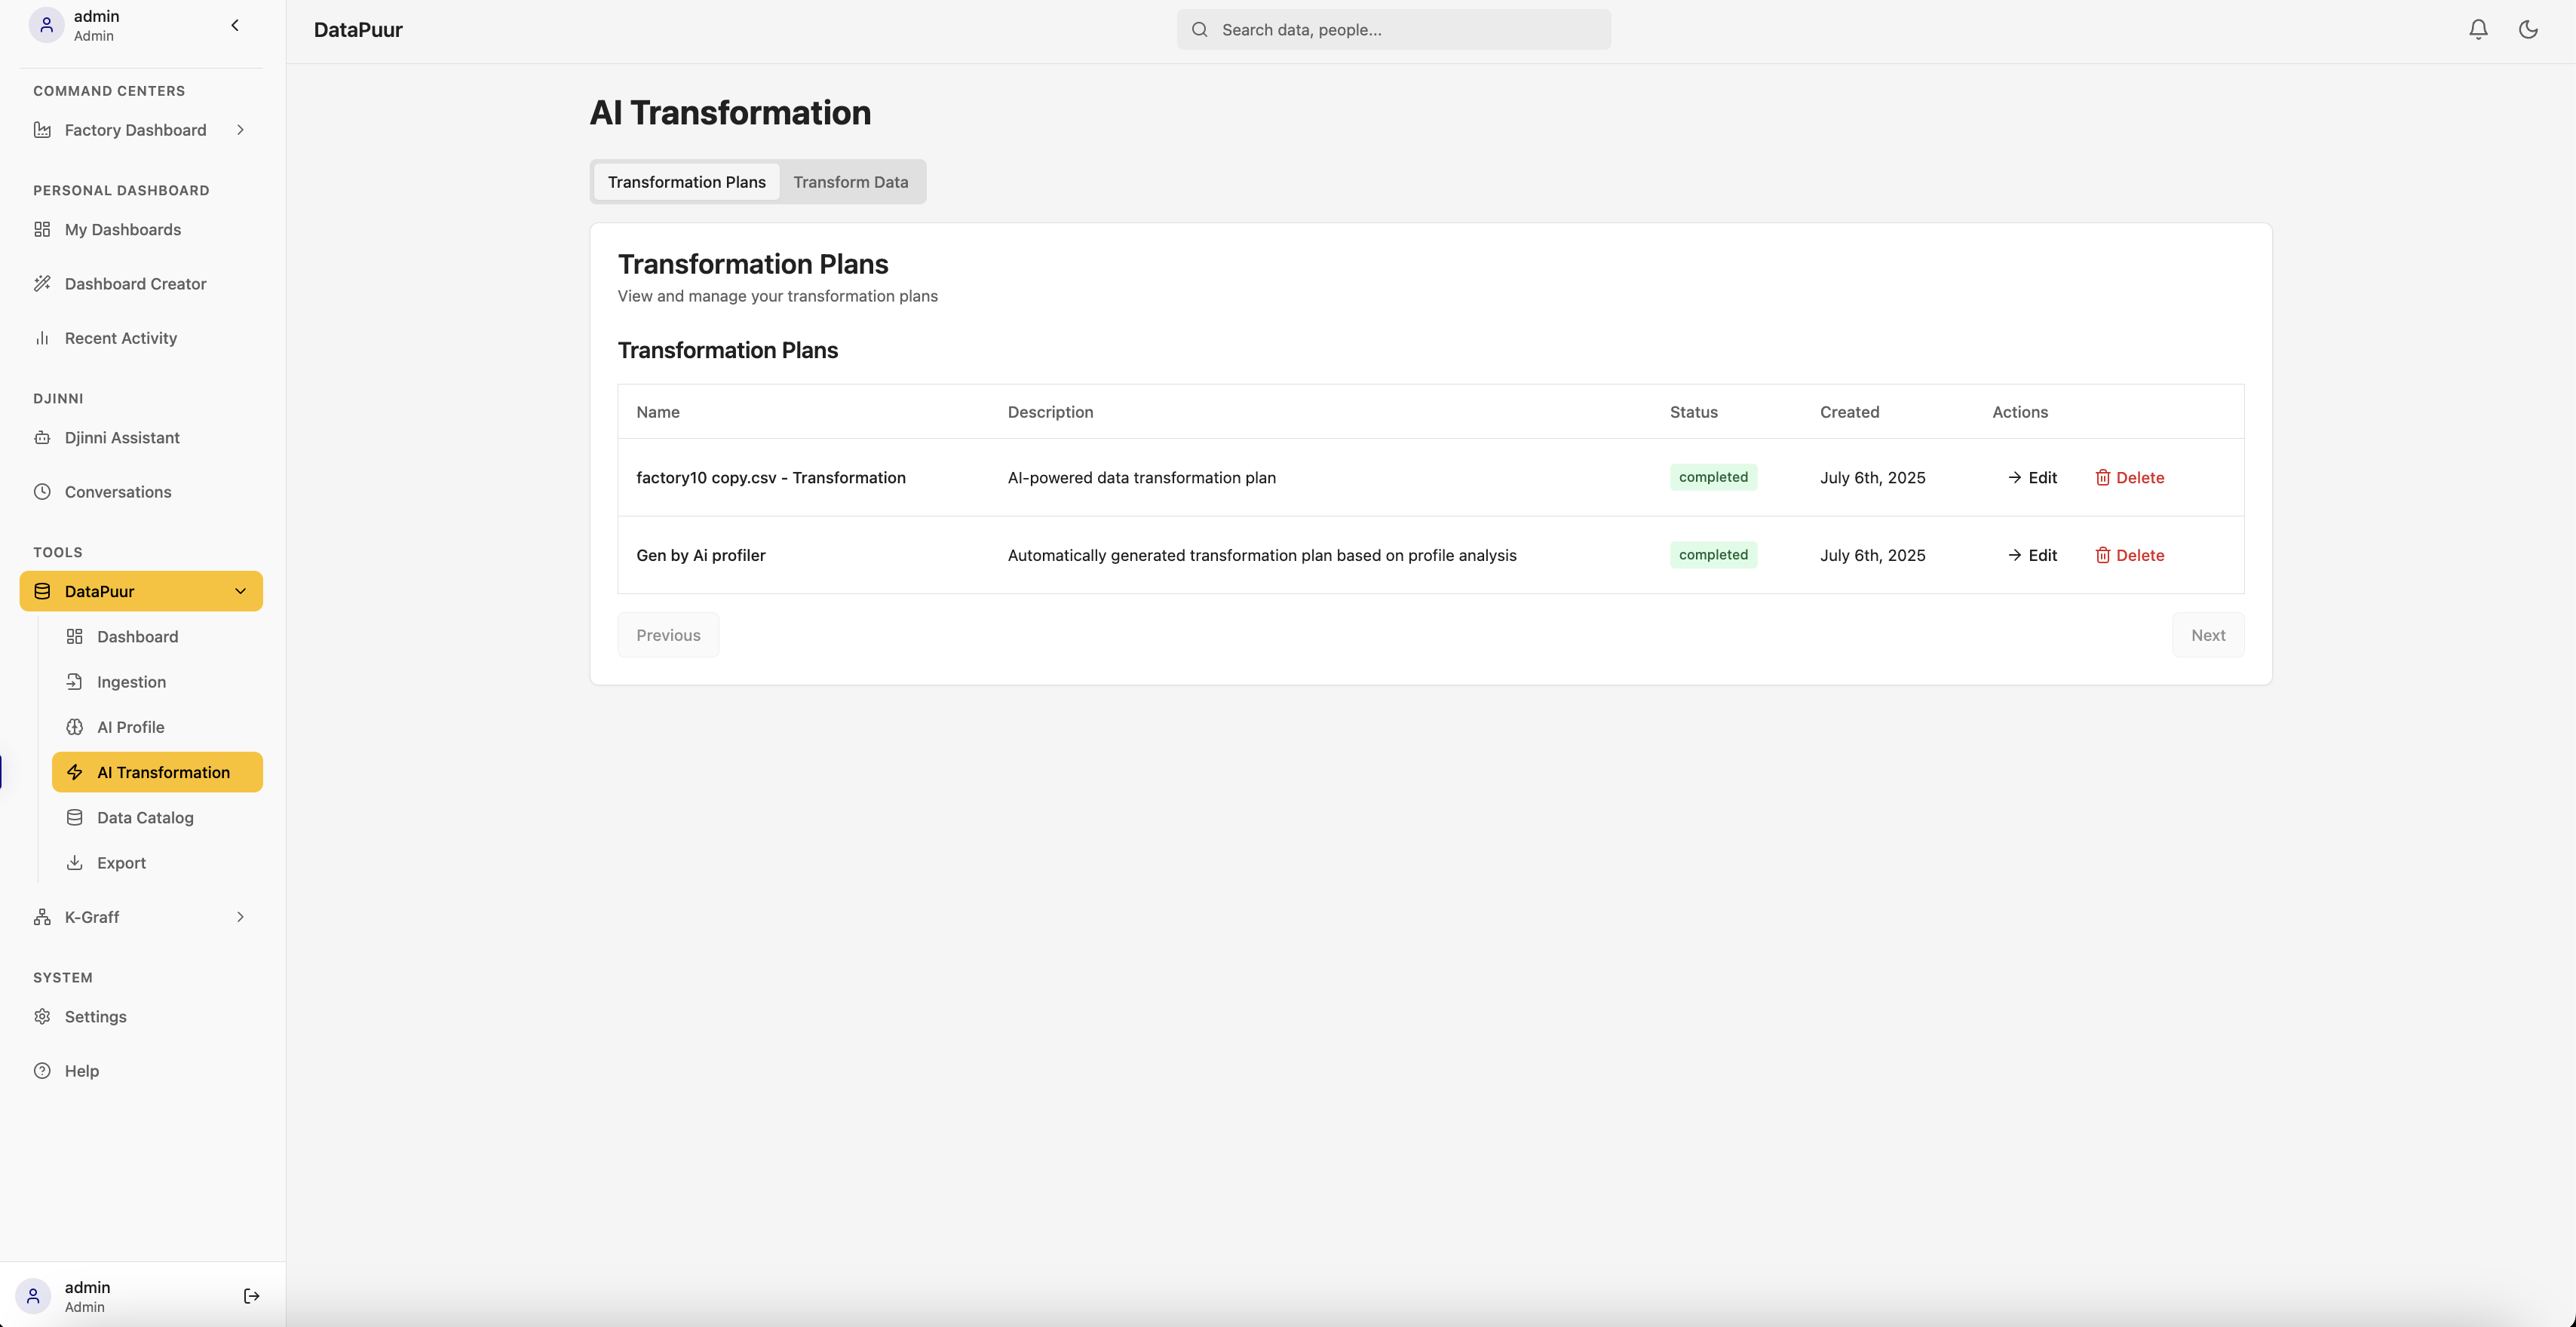 admin
Admin
COMMAND CENTERS
Factory Dashboard
PERSONAL DASHBOARD
My Dashboards
Dashboard Creator
Recent Activity
DJINNI
Djinni Assistant
Conversations
TOOLS
DataPuur
Dashboard
Ingestion
AI Profile
AI Transformation
Data Catalog
Export
K-Graff
SYSTEM
Settings
Help
admin
Admin
DataPuur
Search data, people...
AI Transformation
Transformation Plans Transform Data
Transformation Plans
View and manage your transformation plans
Transformation Plans
Name Description Status Created Actions
factory10 copy.csv - Transformation AI-powered data transformation plan completed July 6th, 2025 Edit Delete
Gen by Ai profiler Automatically generated transformation plan based on profile analysis completed July 6th, 2025 Edit Delete
Previous Next